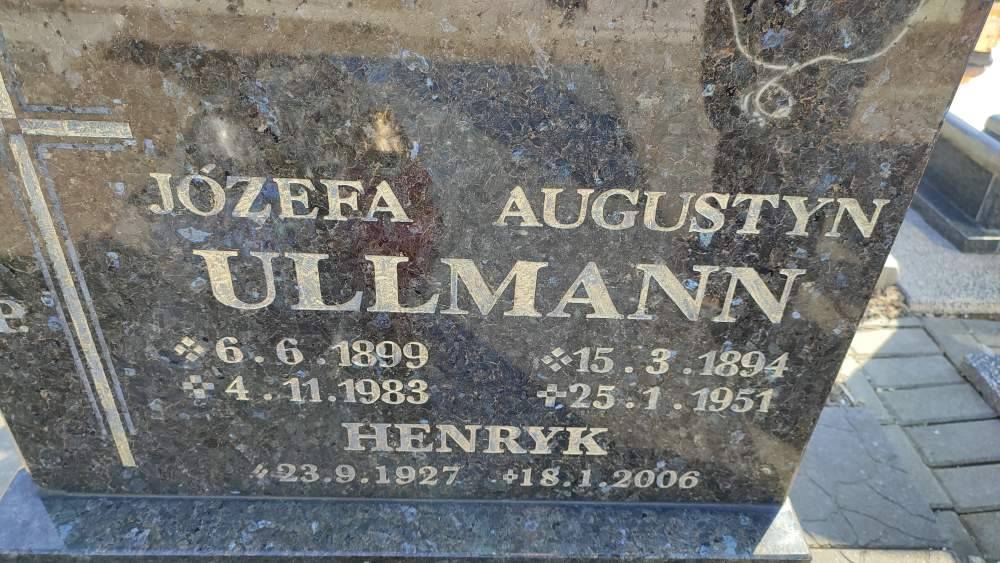 JÓZEFA AUGUSTYN
ULLMANN
6.6.1899 15.3.1894
4.11.1983 25.1.1951
HENRYK
23.9.1927 18.1.2006
P.